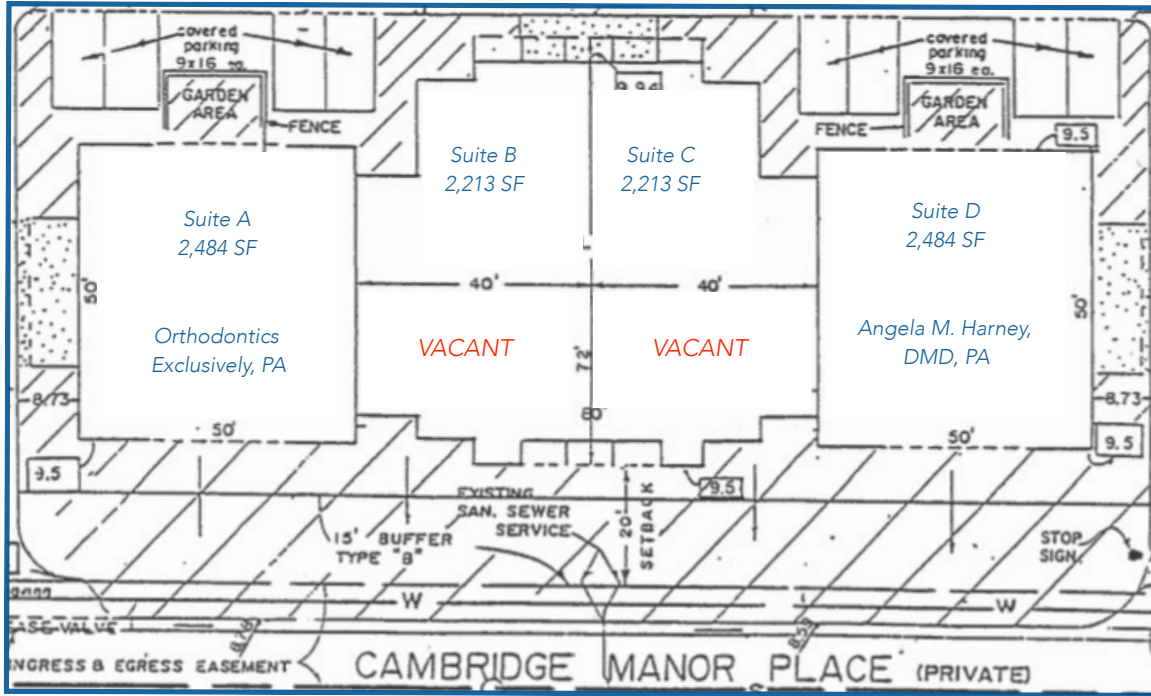 covered
parking
9x16 ea.
GARDEN
AREA
FENCE
covered
parking
9x16 ea.
GARDEN
AREA
FENCE
9.5
Suite B
2,213 SF
Suite C
2,213 SF
Suite A
2,484 SF
Suite D
2,484 SF
50'
40'
40'
50'
Orthodontics
Exclusively, PA
VACANT
VACANT
Angela M. Harney,
DMD, PA
72'
80'
8.73
8.73
50'
50'
9.5
9.5
9.5
EXISTING
SAN. SEWER
SERVICE
20'
SETBACK
15' BUFFER
TYPE "B"
STOP
SIGN.
W
W
VALVE
8.59
INGRESS & EGRESS EASEMENT
CAMBRIDGE MANOR PLACE (PRIVATE)